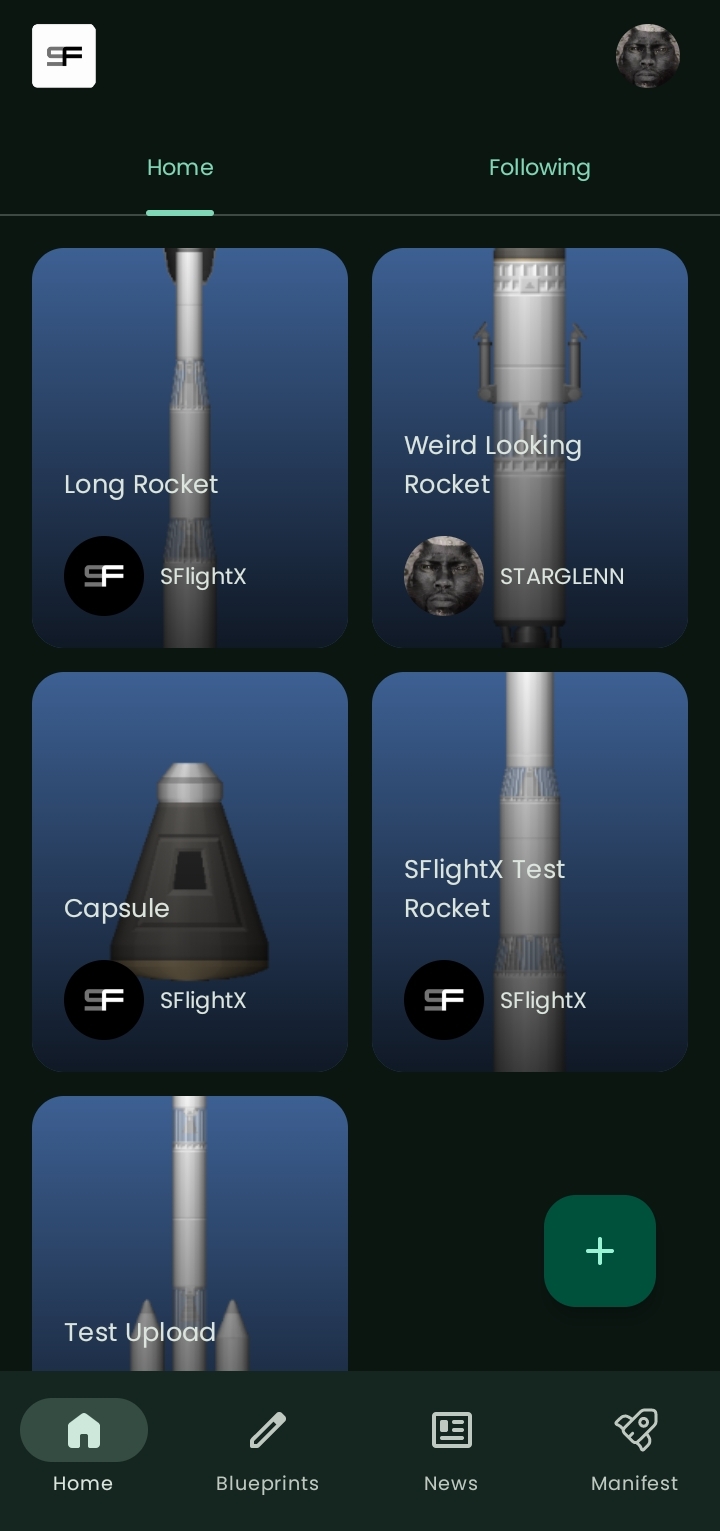 SF
Home
Following
Long Rocket
SF
SFlightX
Weird Looking
Rocket
STARGLENN
Capsule
SF
SFlightX
SFlightX Test
Rocket
SF
SFlightX
Test Upload
Home
Blueprints
News
Manifest